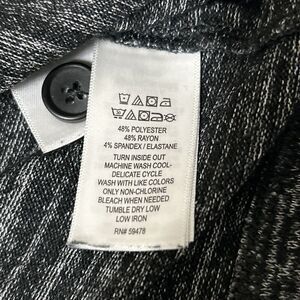 48% POLYESTER
48% RAYON
4% SPANDEX / ELASTANE
TURN INSIDE OUT
MACHINE WASH COOL-
DELICATE CYCLE
WASH WITH LIKE COLORS
ONLY NON-CHLORINE
BLEACH WHEN NEEDED
TUMBLE DRY LOW
LOW IRON
RN# 59478